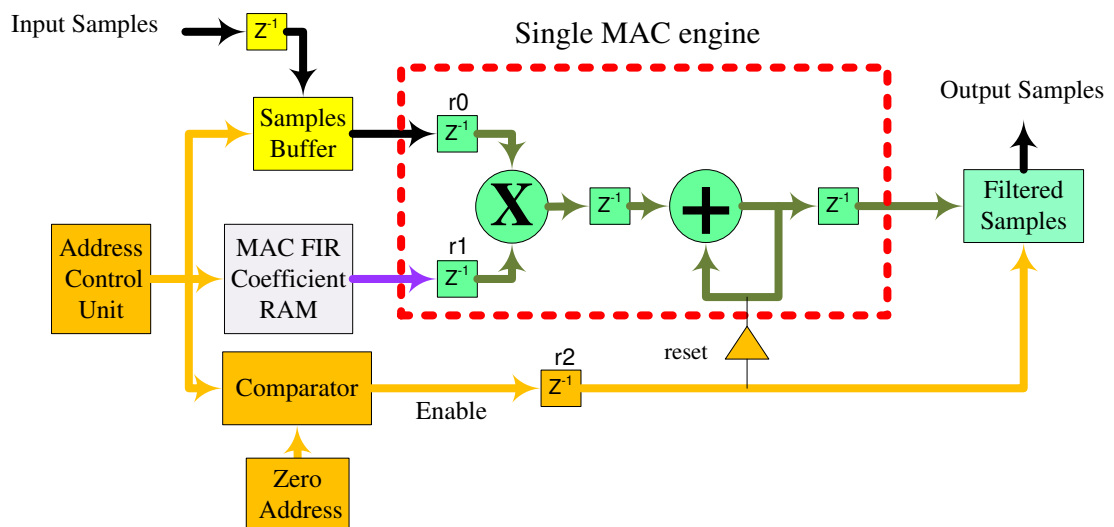 Input Samples
Z⁻¹
Single MAC engine
Output Samples
r0
Samples
Buffer
Z⁻¹
X
Z⁻¹
+
Z⁻¹
Filtered
Samples
r1
Address
Control
Unit
MAC FIR
Coefficient
RAM
Z⁻¹
reset
r2
Comparator
Enable
Z⁻¹
Zero
Address